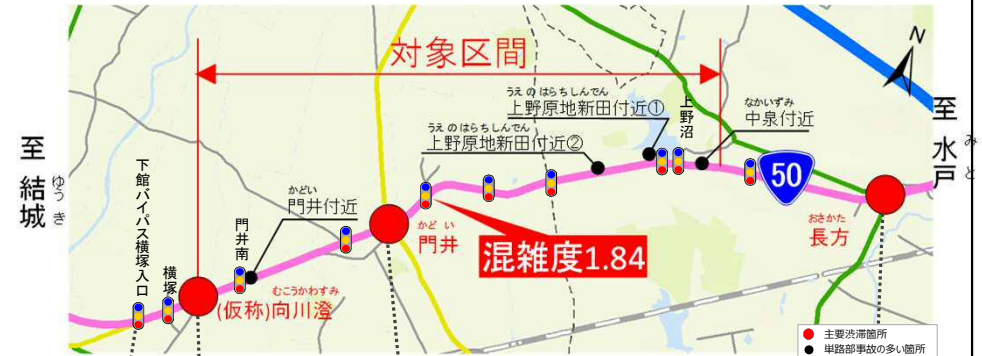 対象区間
N
至 結城
ゆうき
至 水戸
みと
下館バイパス横塚入口
横塚
門井南
かどい
門井付近
むこうかわすみ
(仮称)向川澄
かどい
門井
混雑度1.84
うえのはらちしんでん
上野原地新田付近②
うえのはらちしんでん
上野原地新田付近①
上野沼
なかいずみ
中泉付近
50
おさかた
長方
主要渋滞箇所
単路部事故の多い箇所